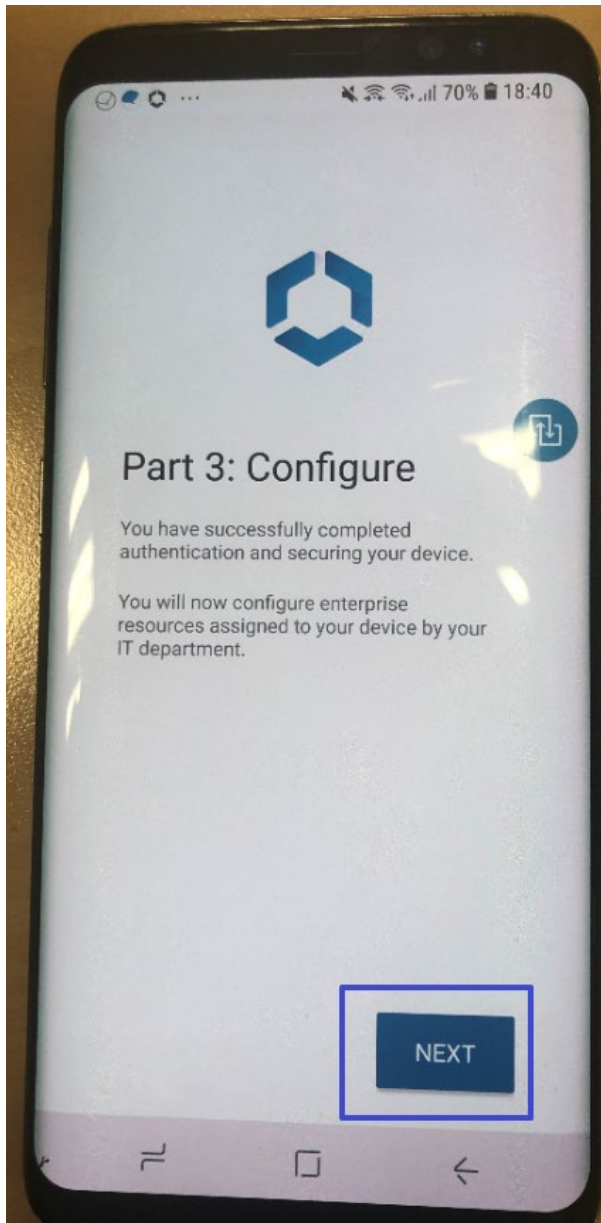 70% 18:40
Part 3: Configure
You have successfully completed
authentication and securing your device.
You will now configure enterprise
resources assigned to your device by your
IT department.
NEXT